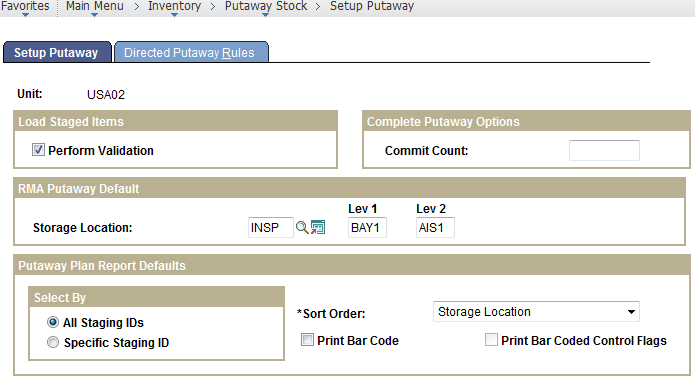 Favorites Main Menu > Inventory > Putaway Stock > Setup Putaway
Setup Putaway Directed Putaway Rules
Unit: USA02
Load Staged Items Complete Putaway Options
Perform Validation Commit Count:
RMA Putaway Default
Lev 1 Lev 2
Storage Location: INSP BAY1 AIS1
Putaway Plan Report Defaults
Select By
All Staging IDs *Sort Order: Storage Location
Specific Staging ID Print Bar Code Print Bar Coded Control Flags